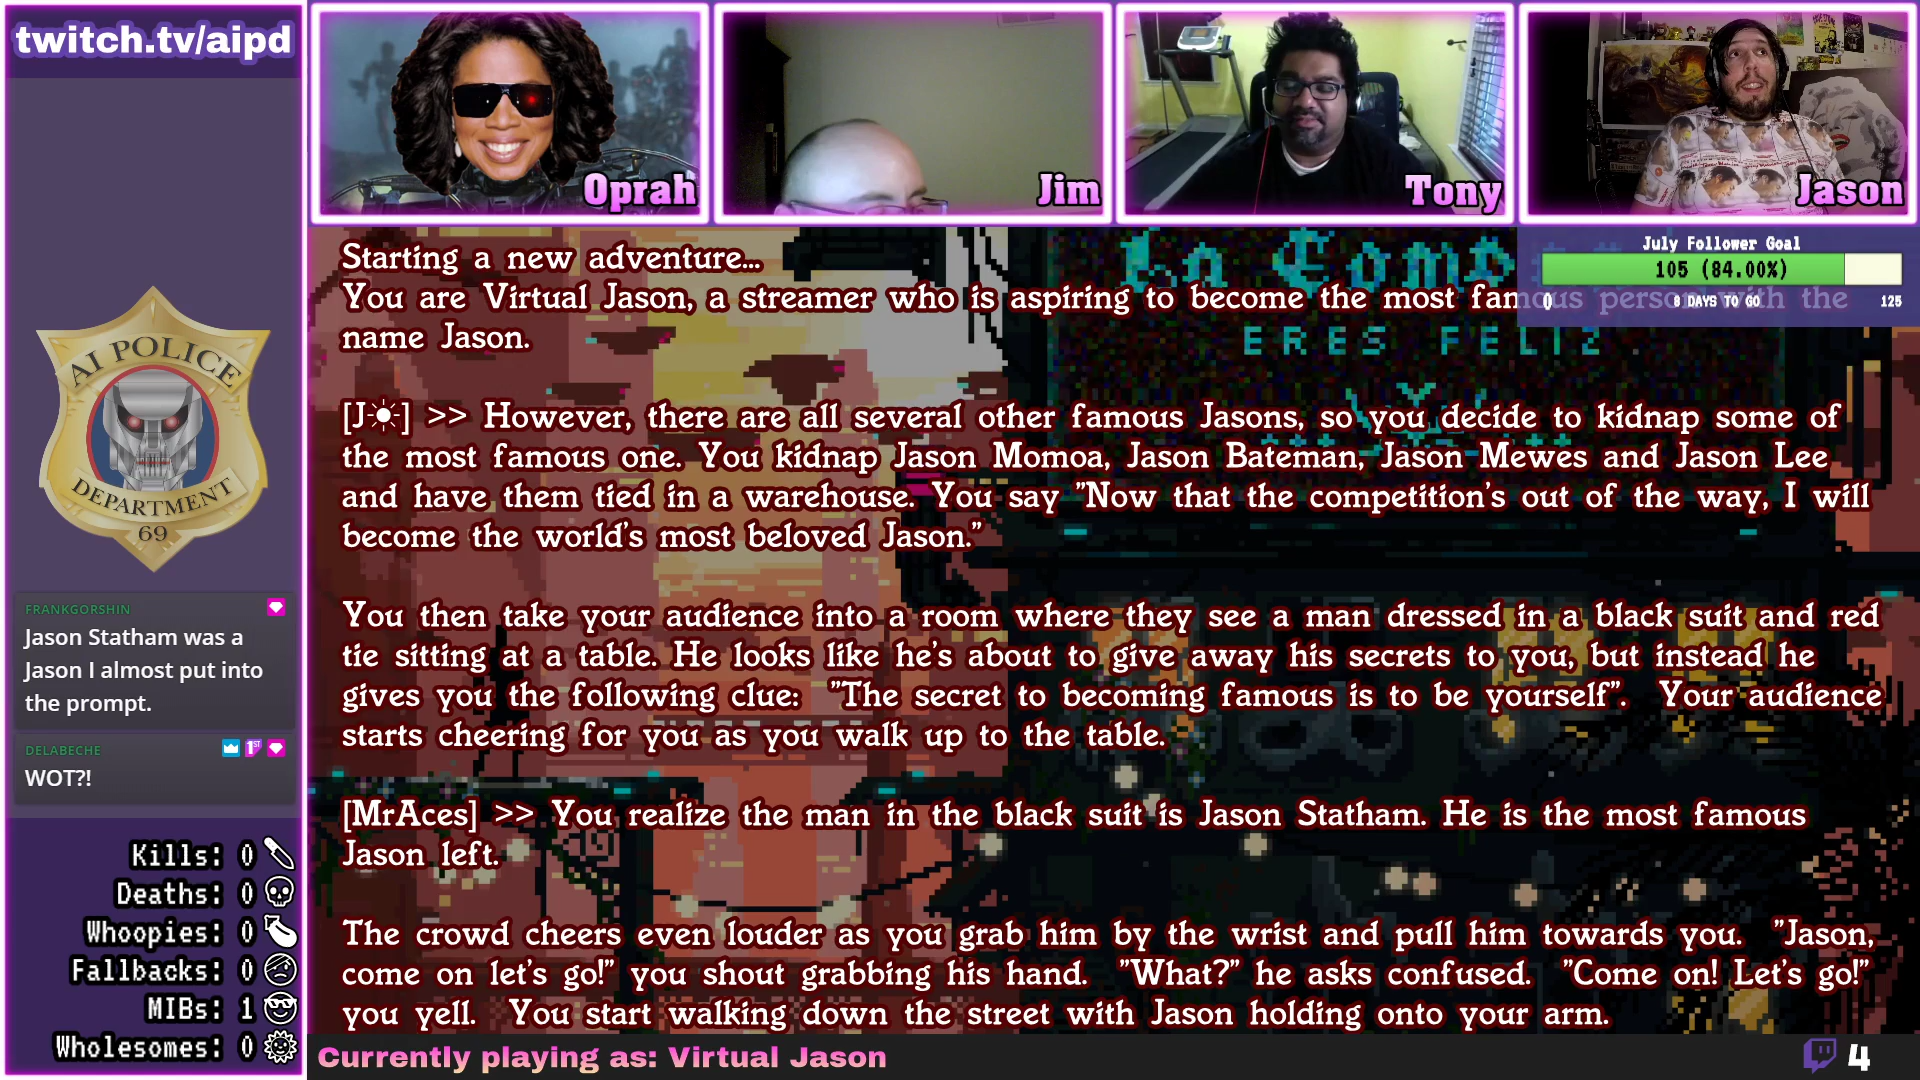 twitch.tv/aipd
Oprah
Jim
Tony
Jason
July Follower Goal
105 (84.00%)
0
8 DAYS TO GO
125
Starting a new adventure...
You are Virtual Jason, a streamer who is aspiring to become the most famous person with the
name Jason.
[J☀] >> However, there are all several other famous Jasons, so you decide to kidnap some of
the most famous one. You kidnap Jason Momoa, Jason Bateman, Jason Mewes and Jason Lee
and have them tied in a warehouse. You say "Now that the competition's out of the way, I will
become the world's most beloved Jason."
You then take your audience into a room where they see a man dressed in a black suit and red
tie sitting at a table. He looks like he's about to give away his secrets to you, but instead he
gives you the following clue: "The secret to becoming famous is to be yourself". Your audience
starts cheering for you as you walk up to the table.
[MrAces] >> You realize the man in the black suit is Jason Statham. He is the most famous
Jason left.
The crowd cheers even louder as you grab him by the wrist and pull him towards you. "Jason,
come on let's go!" you shout grabbing his hand. "What?" he asks confused. "Come on! Let's go!"
you yell. You start walking down the street with Jason holding onto your arm.
La Comp
ERES FELIZ
AI POLICE
DEPARTMENT
69
FRANKGORSHIN
Jason Statham was a
Jason I almost put into
the prompt.
DELABECHE
1ST
WOT?!
Kills: 0
Deaths: 0
Whoopies: 0
Fallbacks: 0
MIBs: 1
Wholesomes: 0
Currently playing as: Virtual Jason
4